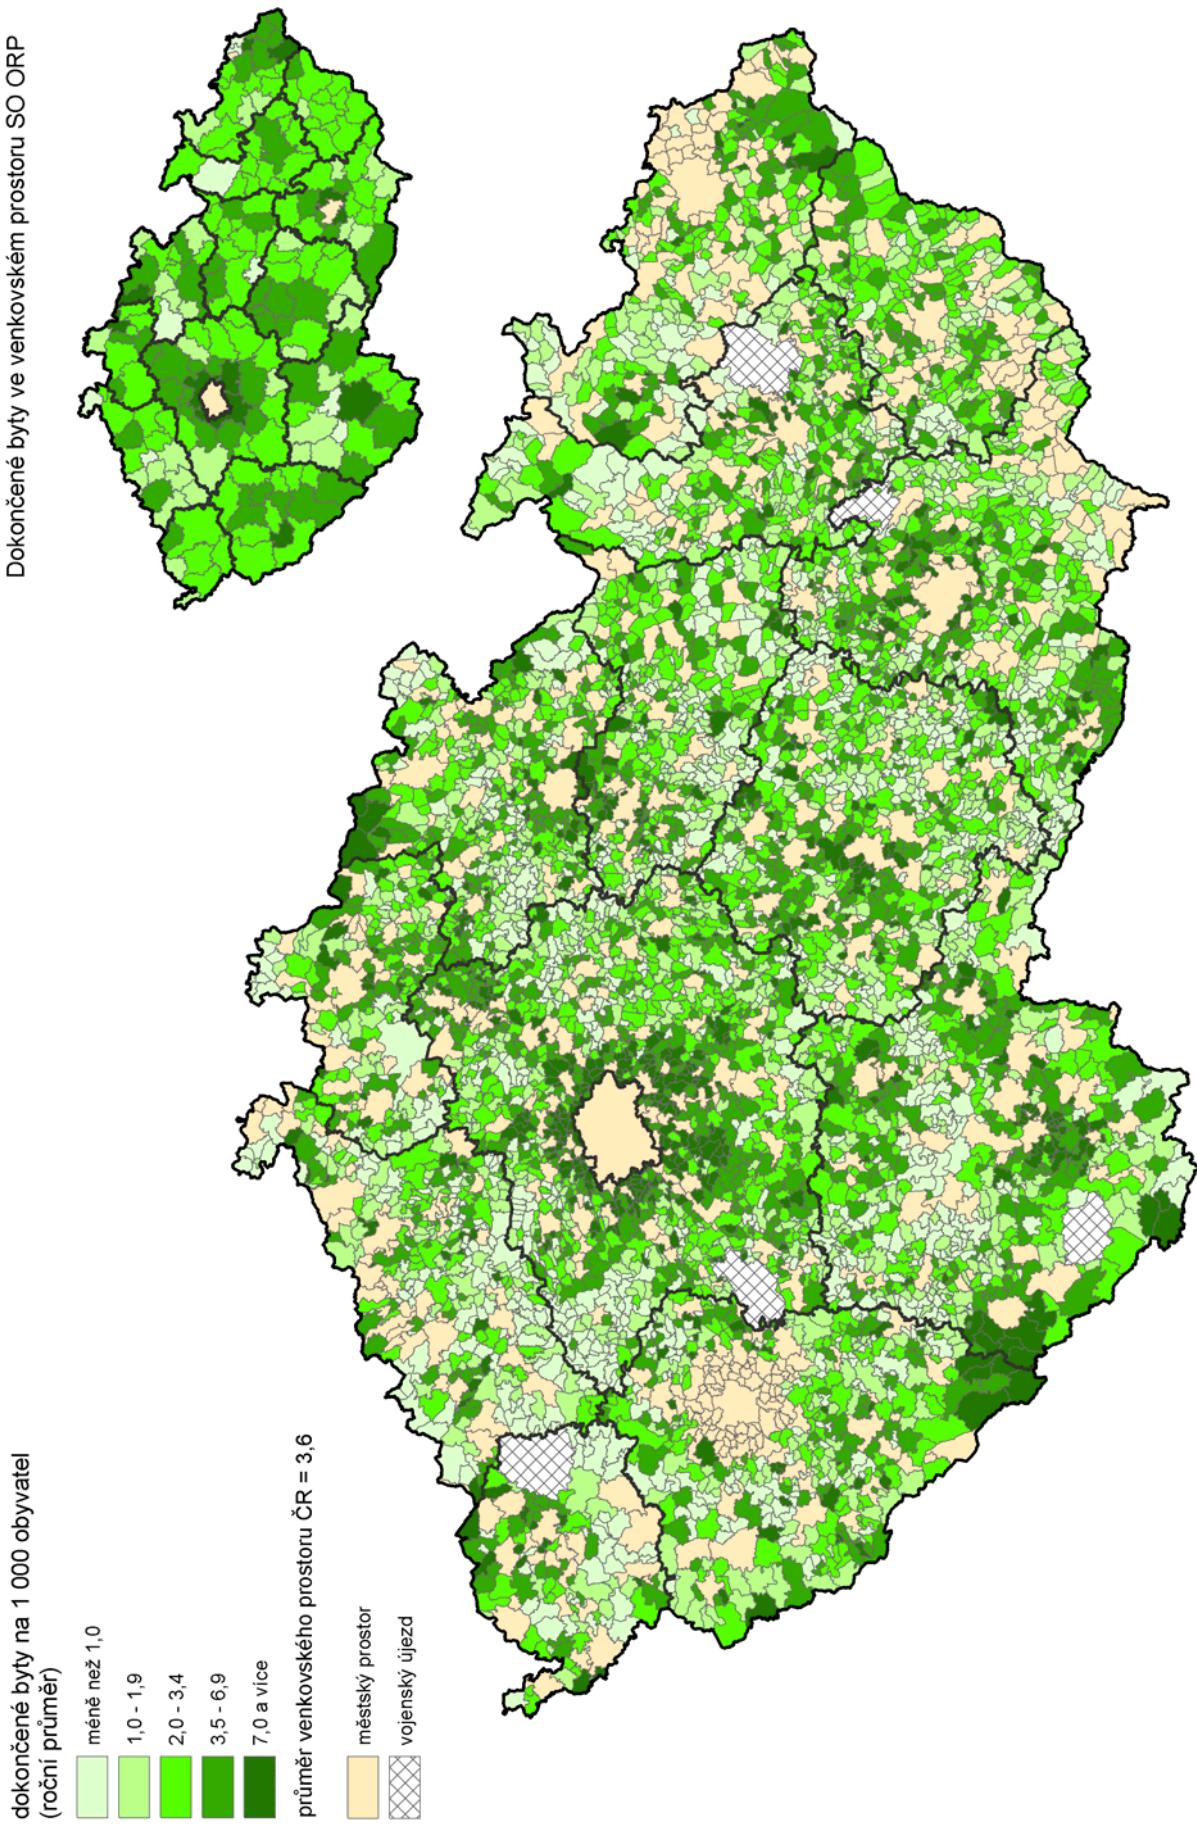 Dokončené byty ve venkovském prostoru SO ORP
dokončené byty na 1 000 obyvatel
(roční průměr)
méně než 1,0
1,0 - 1,9
2,0 - 3,4
3,5 - 6,9
7,0 a více
průměr venkovského prostoru ČR = 3,6
městský prostor
vojenský újezd